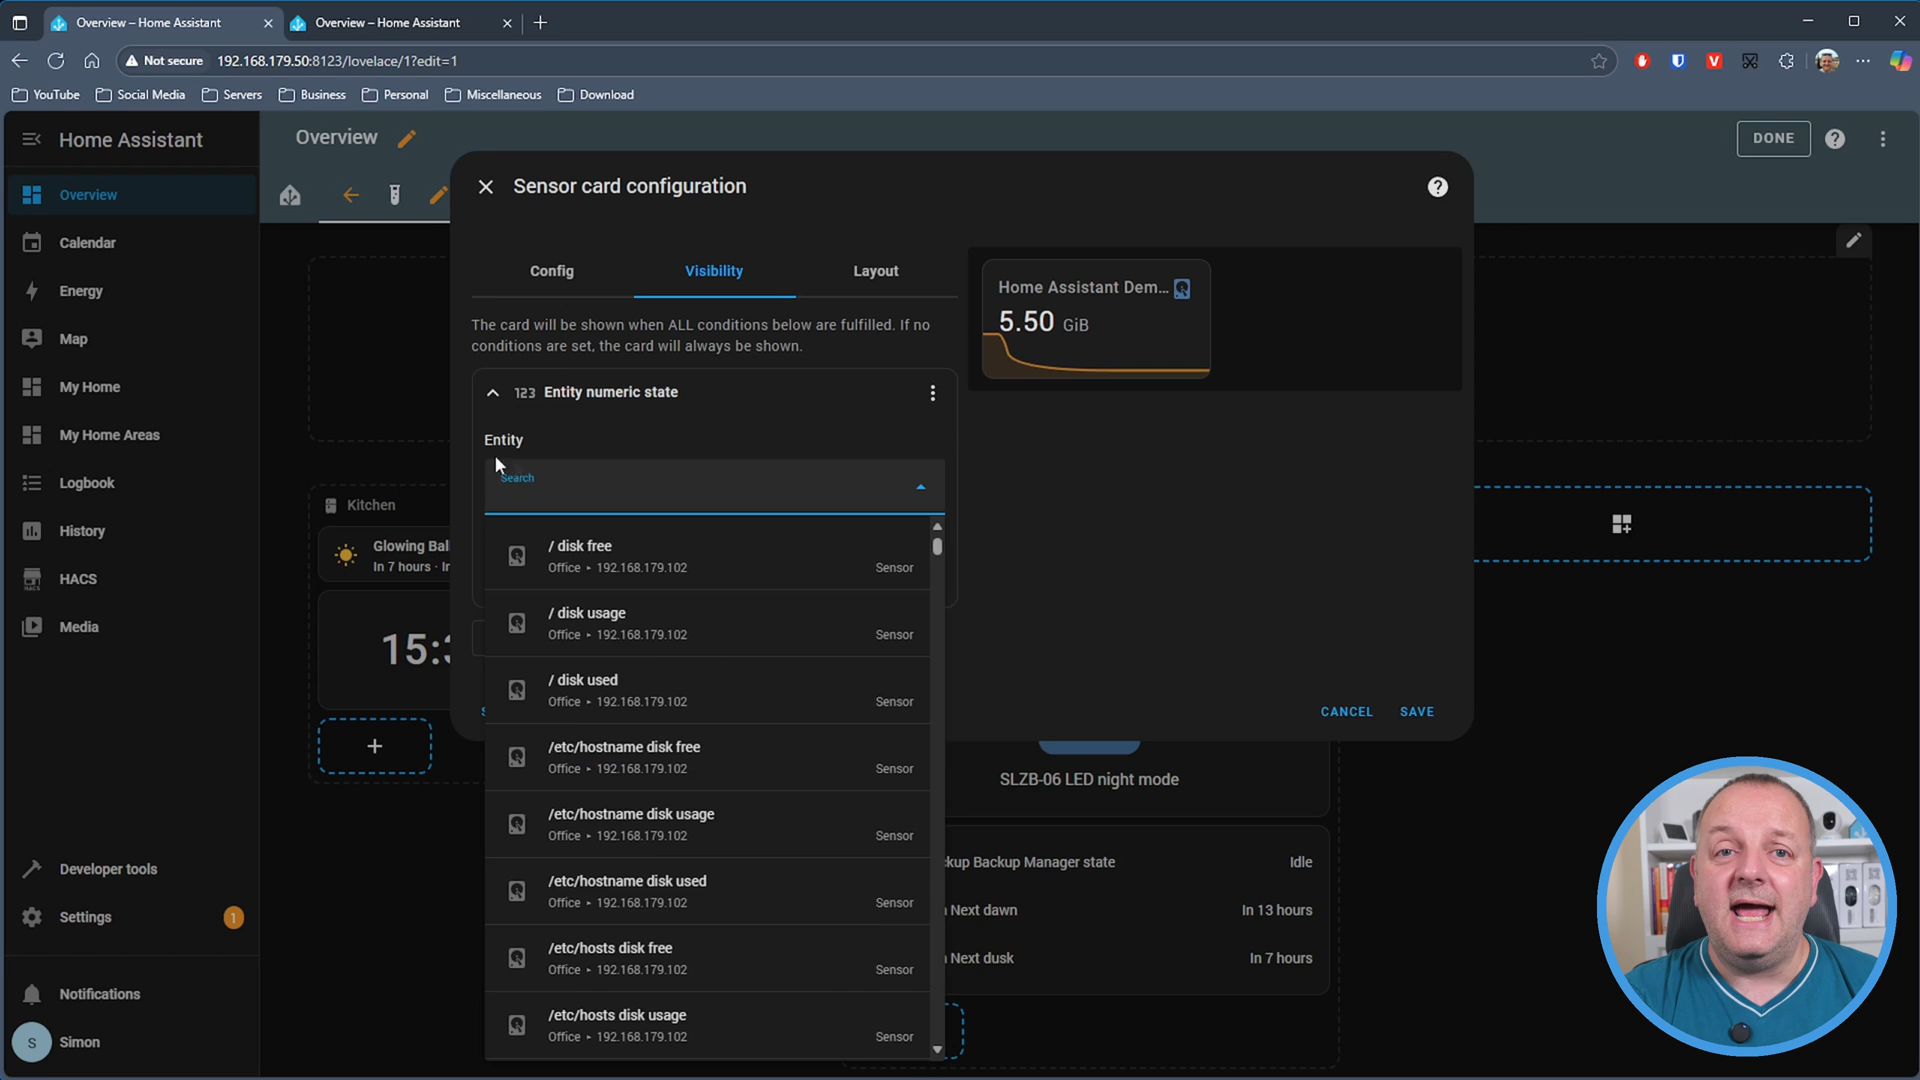 Overview – Home Assistant
Overview – Home Assistant
Not secure
192.168.179.50:8123/lovelace/1?edit=1
YouTube
Social Media
Servers
Business
Personal
Miscellaneous
Download
Home Assistant
Overview
DONE
Overview
Calendar
Energy
Map
My Home
My Home Areas
Logbook
History
HACS
HACS
Media
Developer tools
Settings
1
Notifications
S
Simon
Sensor card configuration
Config
Visibility
Layout
The card will be shown when ALL conditions below are fulfilled. If no
conditions are set, the card will always be shown.
123 Entity numeric state
Entity
Search
/ disk free
Office ▸ 192.168.179.102
Sensor
/ disk usage
Office ▸ 192.168.179.102
Sensor
/ disk used
Office ▸ 192.168.179.102
Sensor
/etc/hostname disk free
Office ▸ 192.168.179.102
Sensor
/etc/hostname disk usage
Office ▸ 192.168.179.102
Sensor
/etc/hostname disk used
Office ▸ 192.168.179.102
Sensor
/etc/hosts disk free
Office ▸ 192.168.179.102
Sensor
/etc/hosts disk usage
Office ▸ 192.168.179.102
Sensor
Home Assistant Dem...
5.50 GiB
CANCEL
SAVE
Kitchen
Glowing
In 7 hours
15:
SLZB-06 LED night mode
Backup Manager state
Idle
Next dawn
In 13 hours
Next dusk
In 7 hours